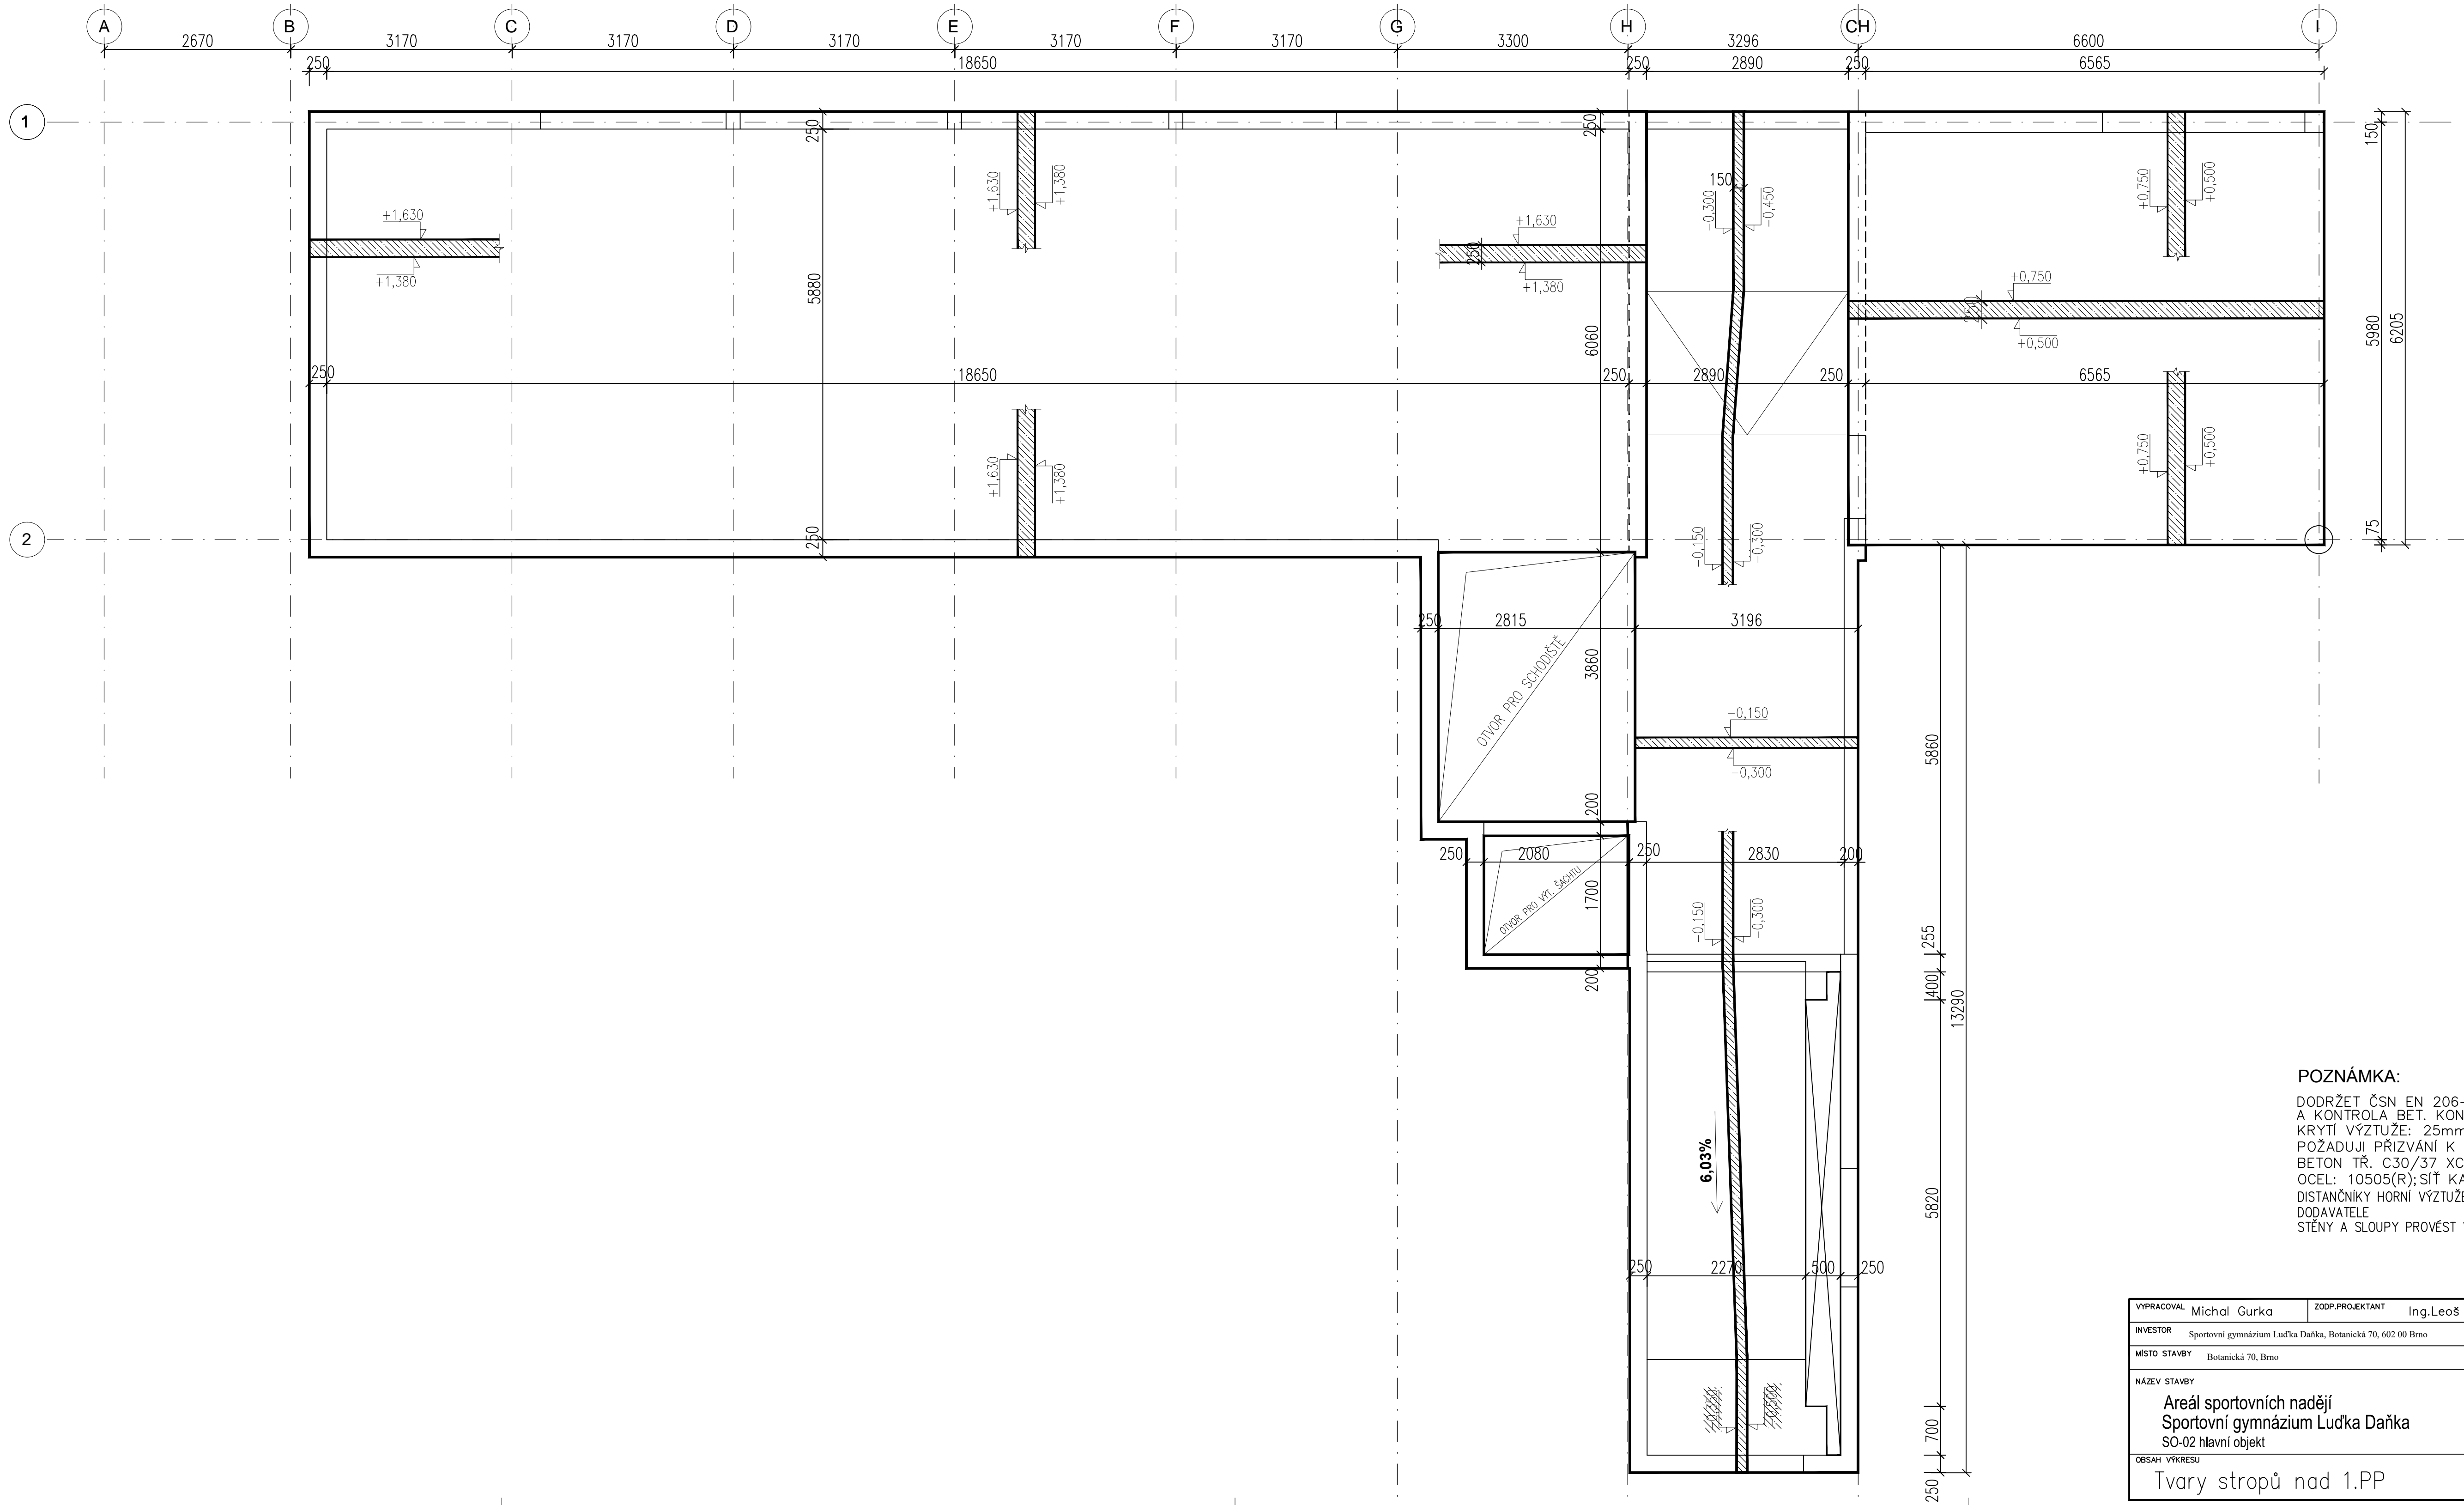 A B C D E F G H CH I
2670 3170 3170 3170 3170 3170 3300 3296 6600
250 18650 250 2890 250 6565
1
250 250 150
150
+1,630 +1,380 -0,300 -0,450 +0,750 +0,500
+1,630 +1,630
250
+1,380 +1,380
+0,750
250
+0,500
5880 6060 5980 6205
250 18650 250 2890 250 6565
+1,630 +1,380 -0,150 -0,300 +0,750 +0,500
2
250 75
250 2815 3196
OTVOR PRO SCHODIŠTĚ
3860
-0,150
-0,300
5860
200
250 2080 250 2830 200
OTVOR PRO VÝT. ŠACHTU
1700
-0,150 -0,300
255
200
400
13290
6,03%
5820
250 2270 500 250
-0,350 -0,500
700
250
POZNÁMKA:
DODRŽET ČSN EN 206-
A KONTROLA BET. KON
KRYTÍ VÝZTUŽE: 25mm
POŽADUJI PŘIZVÁNÍ K
BETON TŘ. C30/37 XC
OCEL: 10505(R); SÍŤ KA
DISTANČNÍKY HORNÍ VÝZTUŽE
DODAVATELE
STĚNY A SLOUPY PROVÉST
VYPRACOVAL Michal Gurka ZODP.PROJEKTANT Ing.Leoš
INVESTOR Sportovní gymnázium Luďka Daňka, Botanická 70, 602 00 Brno
MÍSTO STAVBY Botanická 70, Brno
NÁZEV STAVBY
Areál sportovních nadějí
Sportovní gymnázium Luďka Daňka
SO-02 hlavní objekt
OBSAH VÝKRESU
Tvary stropů nad 1.PP